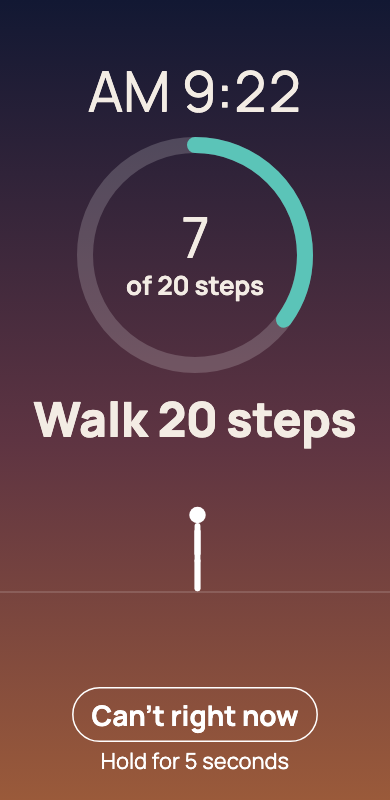 AM 9:22
7
of 20 steps
Walk 20 steps
Can't right now
Hold for 5 seconds